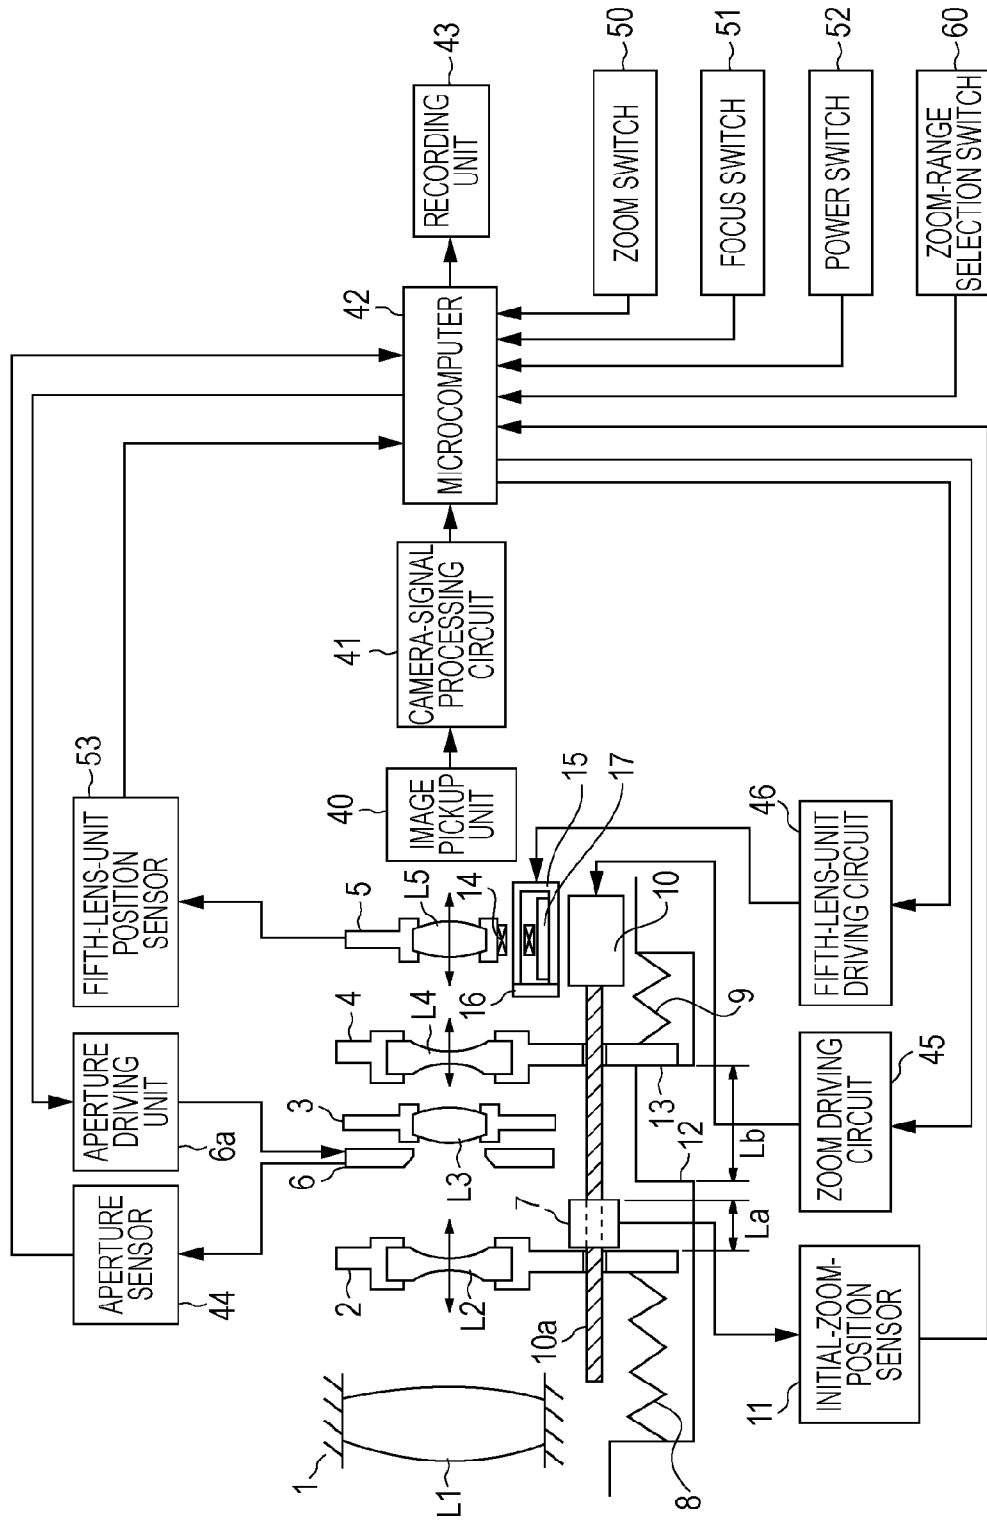 53
FIFTH-LENS-UNIT
POSITION
SENSOR
APERTURE
DRIVING
UNIT
6a
APERTURE
SENSOR
44
1
L1
2
L2
6
3
L3
4
L4
5
L5
14
16
15
17
40
IMAGE
PICKUP
UNIT
41
CAMERA-SIGNAL
PROCESSING
CIRCUIT
42
MICROCOMPUTER
43
RECORDING
UNIT
50
ZOOM SWITCH
51
FOCUS SWITCH
52
POWER SWITCH
60
ZOOM-RANGE
SELECTION SWITCH
7
10a
10
8
9
12
13
La
Lb
11
INITIAL-ZOOM-
POSITION
SENSOR
45
ZOOM DRIVING
CIRCUIT
46
FIFTH-LENS-UNIT
DRIVING CIRCUIT